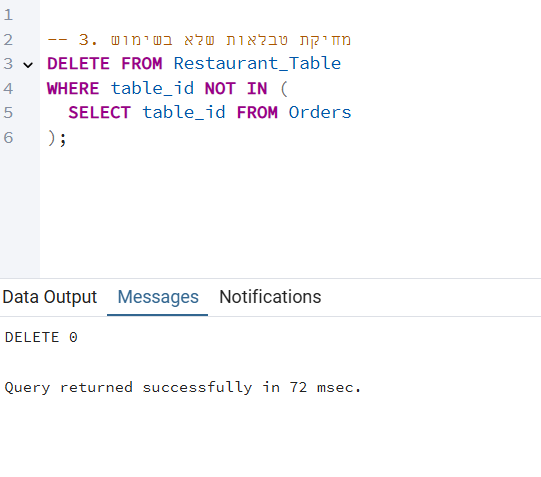 1
2 -- 3. מחיקת טבלאות שלא בשימוש
3 DELETE FROM Restaurant_Table
4 WHERE table_id NOT IN (
5 SELECT table_id FROM Orders
6 );
Data Output Messages Notifications
DELETE 0
Query returned successfully in 72 msec.